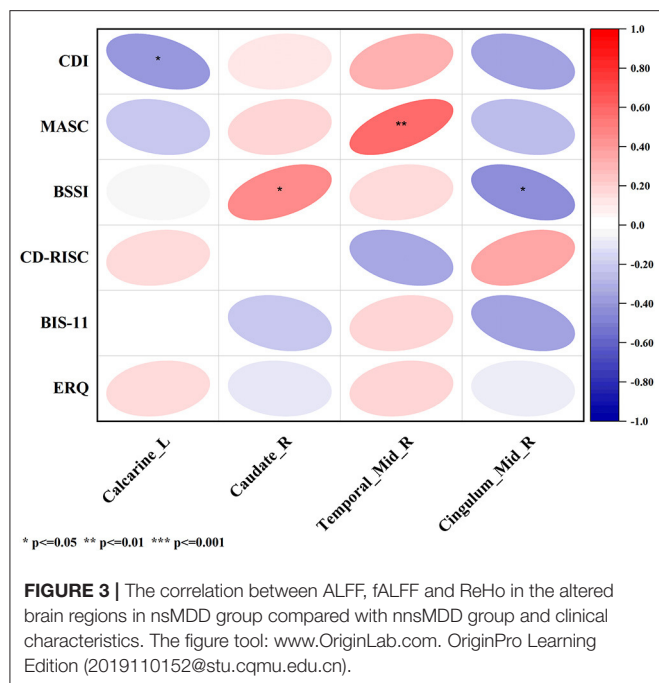 CDI
MASC
BSSI
CD-RISC
BIS-11
ERQ
*
**
*
*
Calcarine_L
Caudate_R
Temporal_Mid_R
Cingulum_Mid_R
1.0
0.80
0.60
0.40
0.20
0.0
-0.20
-0.40
-0.60
-0.80
-1.0
* p<=0.05 ** p<=0.01 *** p<=0.001
FIGURE 3 | The correlation between ALFF, fALFF and ReHo in the altered
brain regions in nsMDD group compared with nnsMDD group and clinical
characteristics. The figure tool: www.OriginLab.com. OriginPro Learning
Edition (2019110152@stu.cqmu.edu.cn).